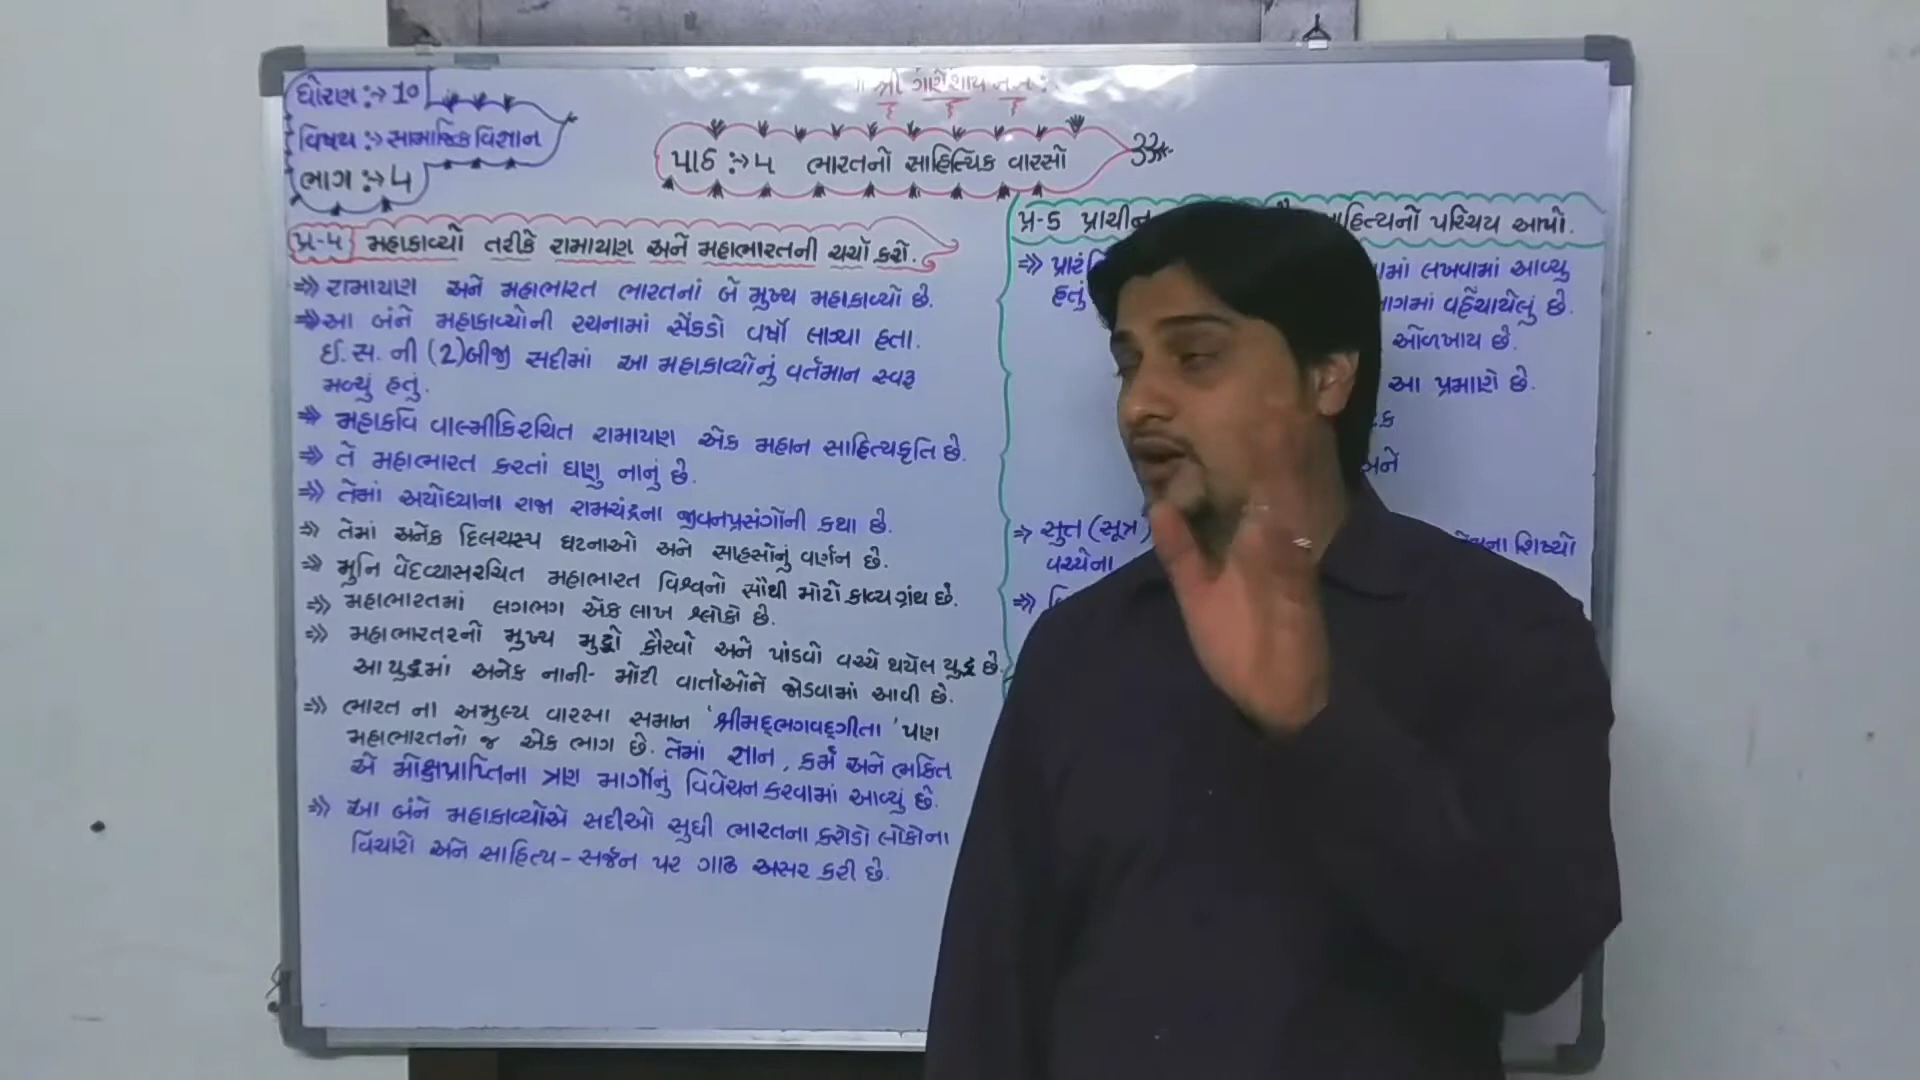 શ્રી ગણેશાય નમઃ
ધોરણ :→ 10
વિષય :→ સામાજિક વિજ્ઞાન
ભાગ :→ 4
પાઠ :→ 4 ભારતનો સાહિત્યિક વારસો
પ્ર-4 મહાકાવ્યો તરીકે રામાયણ અને મહાભારતની ચર્ચા કરો.
⇒ રામાયણ અને મહાભારત ભારતનાં બે મુખ્ય મહાકાવ્યો છે.
⇒ આ બંને મહાકાવ્યોની રચનામાં સેંકડો વર્ષો લાગ્યા હતા.
ઈ.સ. ની (2)બીજી સદીમાં આ મહાકાવ્યોનું વર્તમાન સ્વરૂ
મળ્યું હતું.
⇒ મહાકવિ વાલ્મીકિરચિત રામાયણ એક મહાન સાહિત્યકૃતિ છે.
⇒ તે મહાભારત કરતાં ઘણુ નાનું છે.
⇒ તેમાં અયોધ્યાના રાજા રામચંદ્રના જીવનપ્રસંગોની કથા છે.
⇒ તેમાં અનેક દિલચસ્પ ઘટનાઓ અને સાહસોનું વર્ણન છે.
⇒ મુનિ વેદવ્યાસરચિત મહાભારત વિશ્વનો સૌથી મોટો કાવ્યગ્રંથ છે.
⇒ મહાભારતમાં લગભગ એક લાખ શ્લોકો છે.
⇒ મહાભારતરનો મુખ્ય મુદ્દો કૌરવો અને પાંડવો વચ્ચે થયેલ યુદ્ધ છે.
આ યુદ્ધમાં અનેક નાની- મોટી વાર્તાઓને જોડવામાં આવી છે.
⇒ ભારત ના અમુલ્ય વારસા સમાન 'શ્રીમદ્ભગવદ્ગીતા' પણ
મહાભારતનો જ એક ભાગ છે. તેમાં જ્ઞાન, કર્મ અને ભકિત
એ મોક્ષપ્રાપ્તિના ત્રણ માર્ગોનું વિવેચન કરવામાં આવ્યું છે.
⇒ આ બંને મહાકાવ્યોએ સદીઓ સુધી ભારતના કરોડો લોકોના
વિચારો અને સાહિત્ય-સર્જન પર ગાઢ અસર કરી છે.
પ્ર-5 પ્રાચીન સાહિત્યનો પરિચય આપો.
⇒ લખવામાં આવ્યુ
હતું વહેંચાયેલું છે.
ઓળખાય છે.
આ પ્રમાણે છે.
અને
⇒ સુત્ત (સૂત્ર) શિષ્યો
વચ્ચેના
⇒